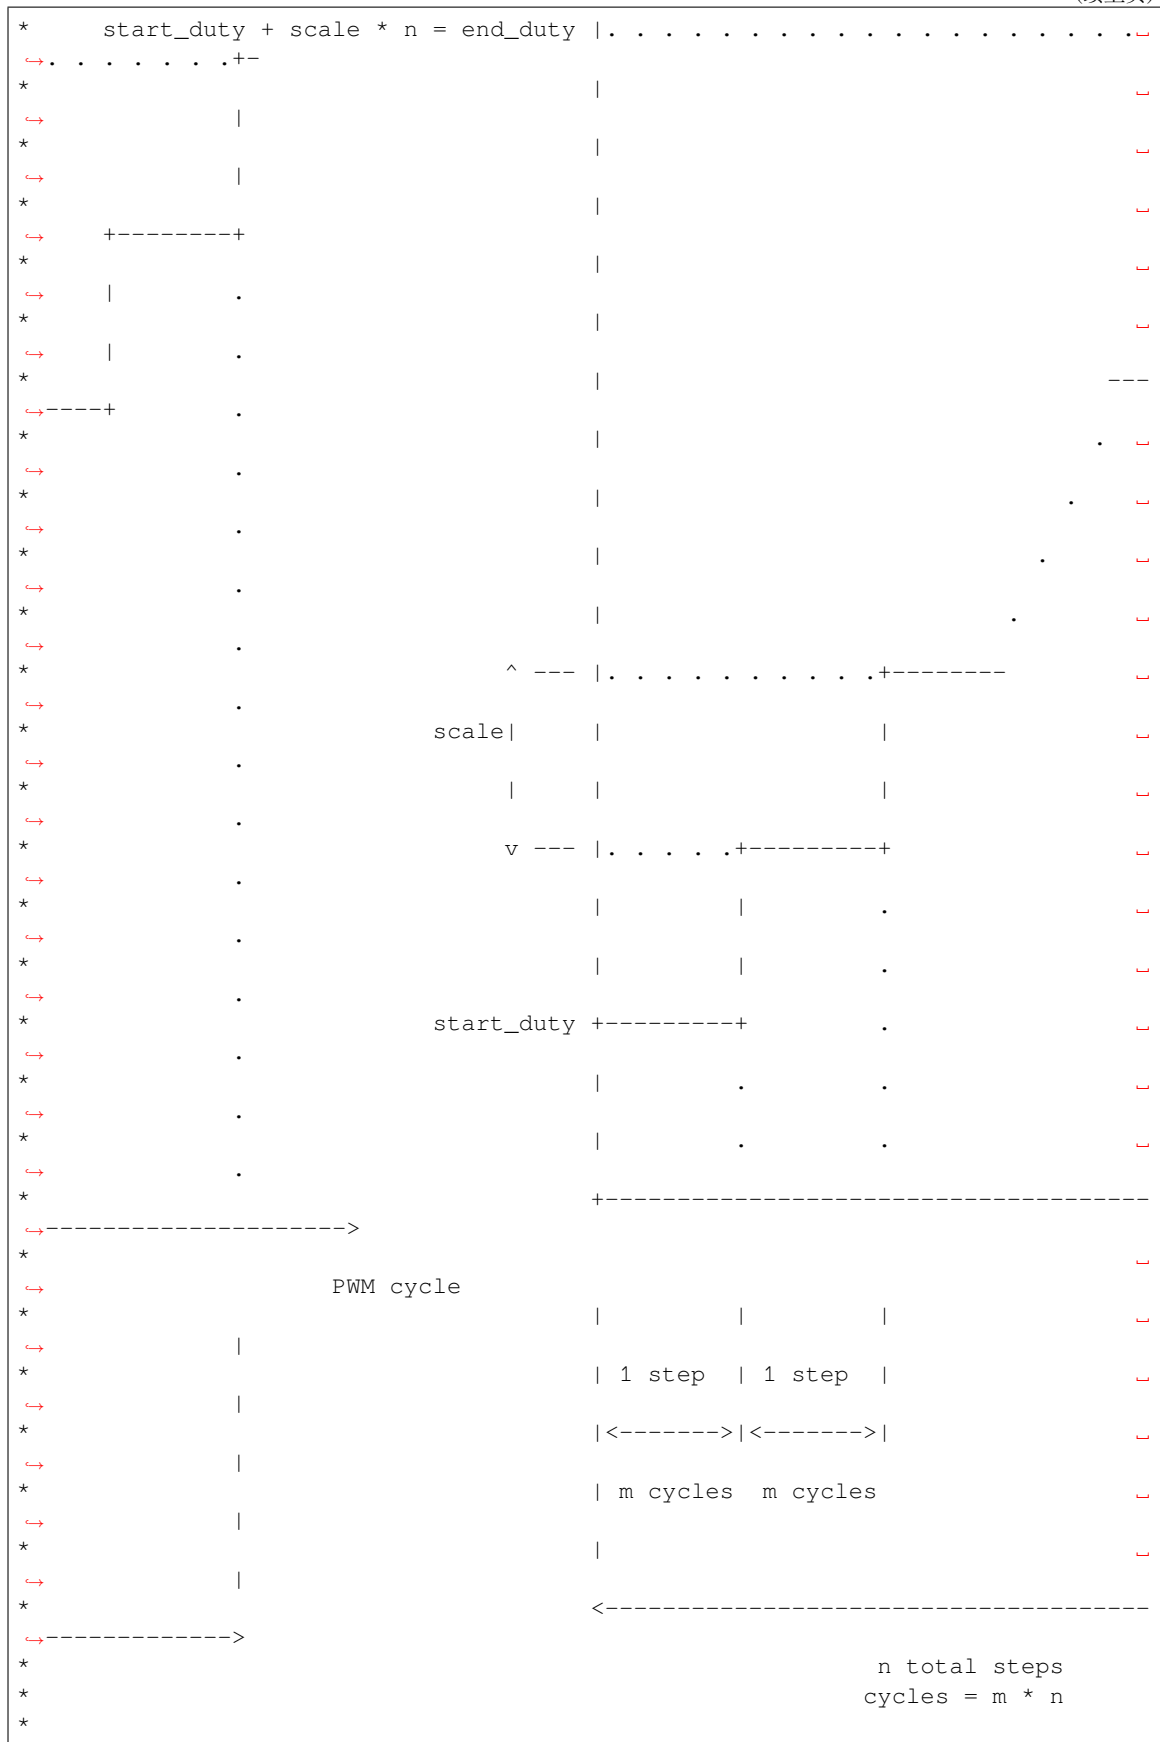 *     start_duty + scale * n = end_duty |. . . . . . . . . . . . . . . . . . .␣
↪. . . . . . .+-
*                                       |                                     ␣
↪             |
*                                       |                                     ␣
↪             |
*                                       |                                     ␣
↪    +--------+
*                                       |                                     ␣
↪    |        .
*                                       |                                     ␣
↪    |        .
*                                       |                                   ---
↪----+        .
*                                       |                                  .  ␣
↪             .
*                                       |                                .    ␣
↪             .
*                                       |                              .      ␣
↪             .
*                                       |                            .        ␣
↪             .
*                                 ^ --- |. . . . . . . . . .+--------         ␣
↪             .
*                            scale|     |                   |                 ␣
↪             .
*                                 |     |                   |                 ␣
↪             .
*                                 v --- |. . . . .+---------+                 ␣
↪             .
*                                       |         |         .                 ␣
↪             .
*                                       |         |         .                 ␣
↪             .
*                            start_duty +---------+         .                 ␣
↪             .
*                                       |         .         .                 ␣
↪             .
*                                       |         .         .                 ␣
↪             .
*                                       +--------------------------------------
↪--------------------->
*                                                                             ␣
↪                    PWM cycle
*                                       |         |         |                 ␣
↪             |
*                                       | 1 step  | 1 step  |                 ␣
↪             |
*                                       |<------->|<------->|                 ␣
↪             |
*                                       | m cycles  m cycles                  ␣
↪             |
*                                       |                                     ␣
↪             |
*                                       <--------------------------------------
↪------------->
*                                                           n total steps
*                                                          cycles = m * n
*